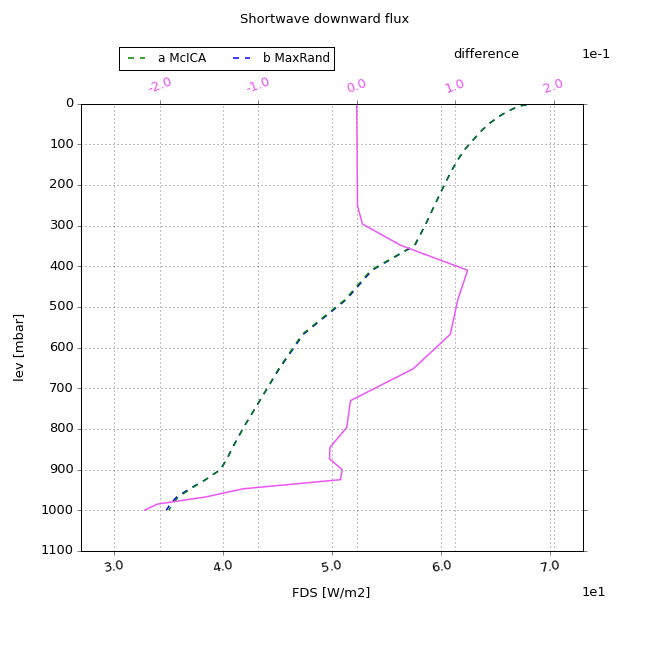 Shortwave downward flux
a McICA b MaxRand
difference 1e-1
-2.0 -1.0 0.0 1.0 2.0
0
100
200
300
400
500
600
700
800
900
1000
1100
lev [mbar]
3.0 4.0 5.0 6.0 7.0
FDS [W/m2] 1e1